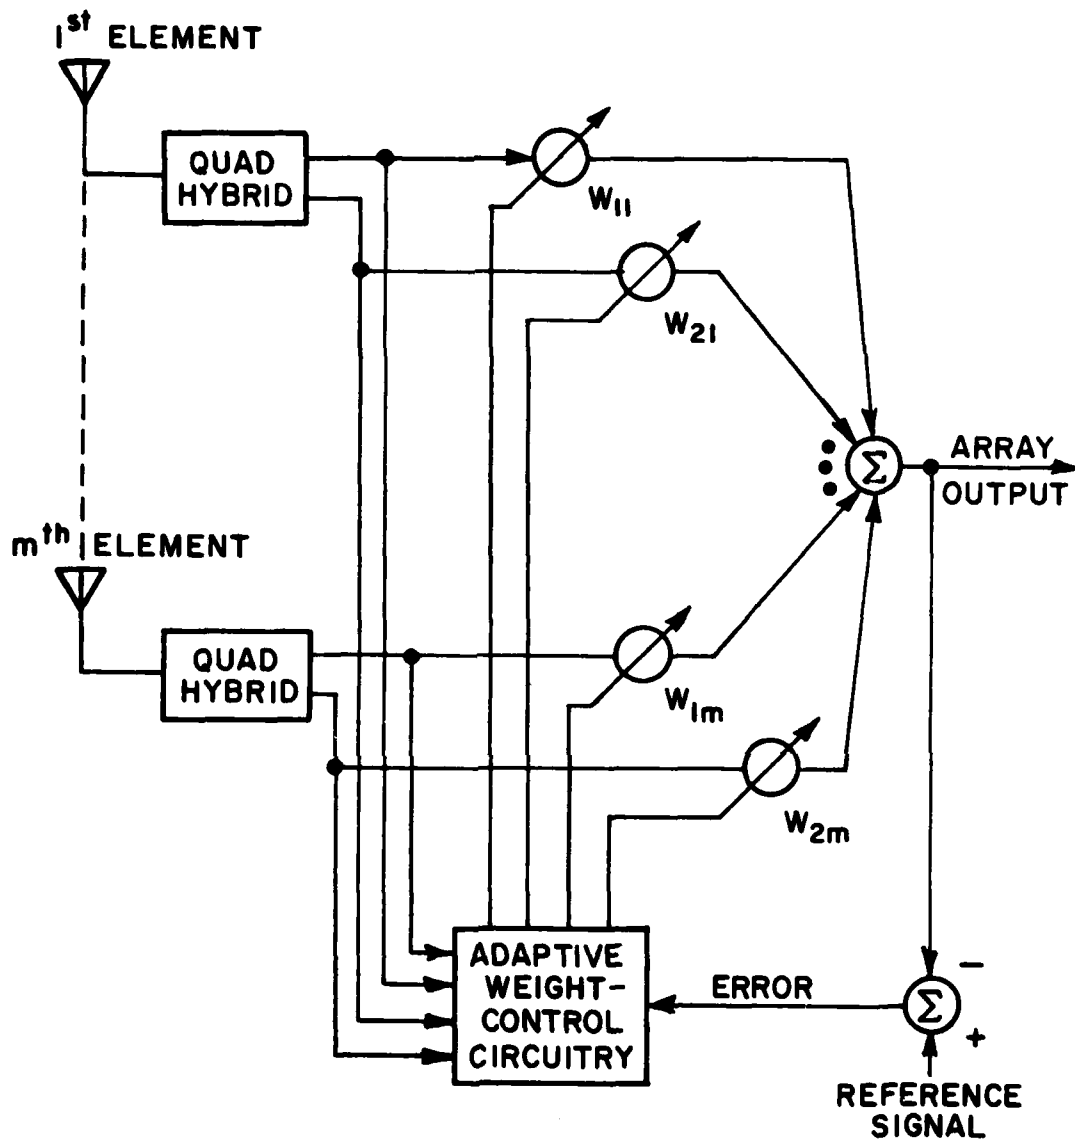 1st ELEMENT
QUAD
HYBRID
W11
W21
Σ
ARRAY
OUTPUT
mth ELEMENT
QUAD
HYBRID
W1m
W2m
ADAPTIVE
WEIGHT-
CONTROL
CIRCUITRY
ERROR
−
Σ
+
REFERENCE
SIGNAL